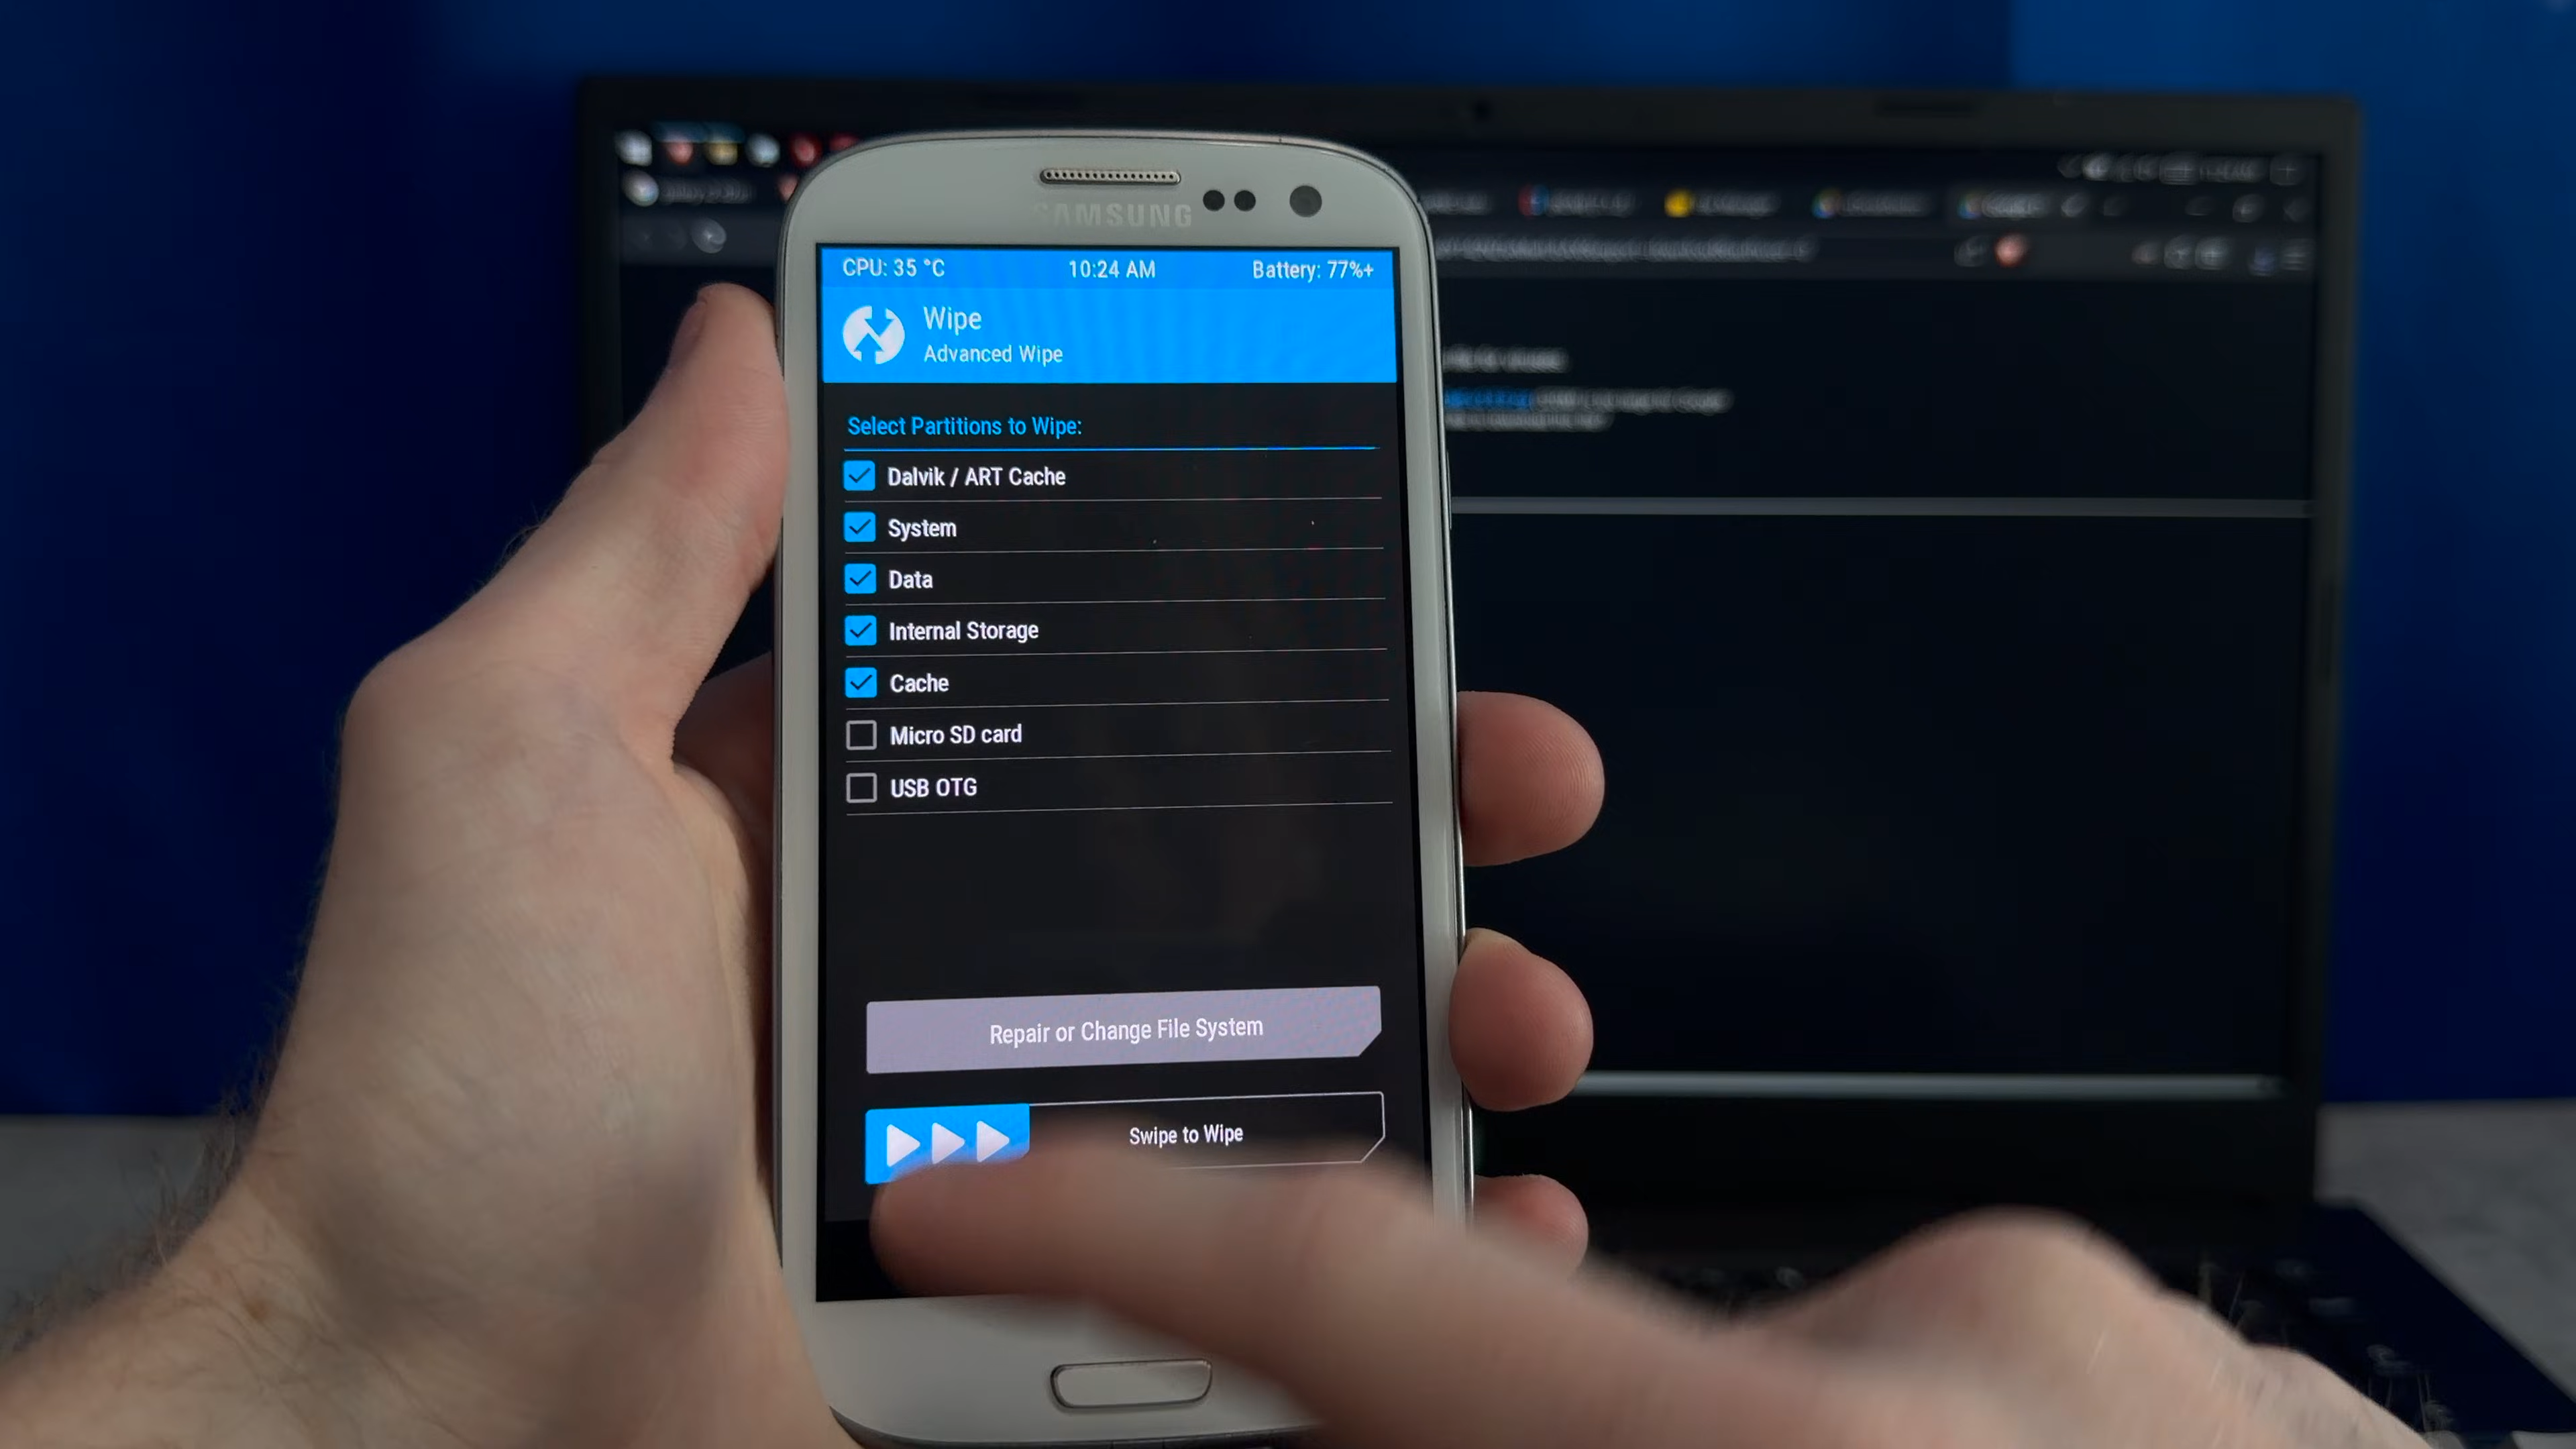 SAMSUNG
CPU: 35 °C 10:24 AM Battery: 77%+
Wipe
Advanced Wipe
Select Partitions to Wipe:
Dalvik / ART Cache
System
Data
Internal Storage
Cache
Micro SD card
USB OTG
Repair or Change File System
Swipe to Wipe